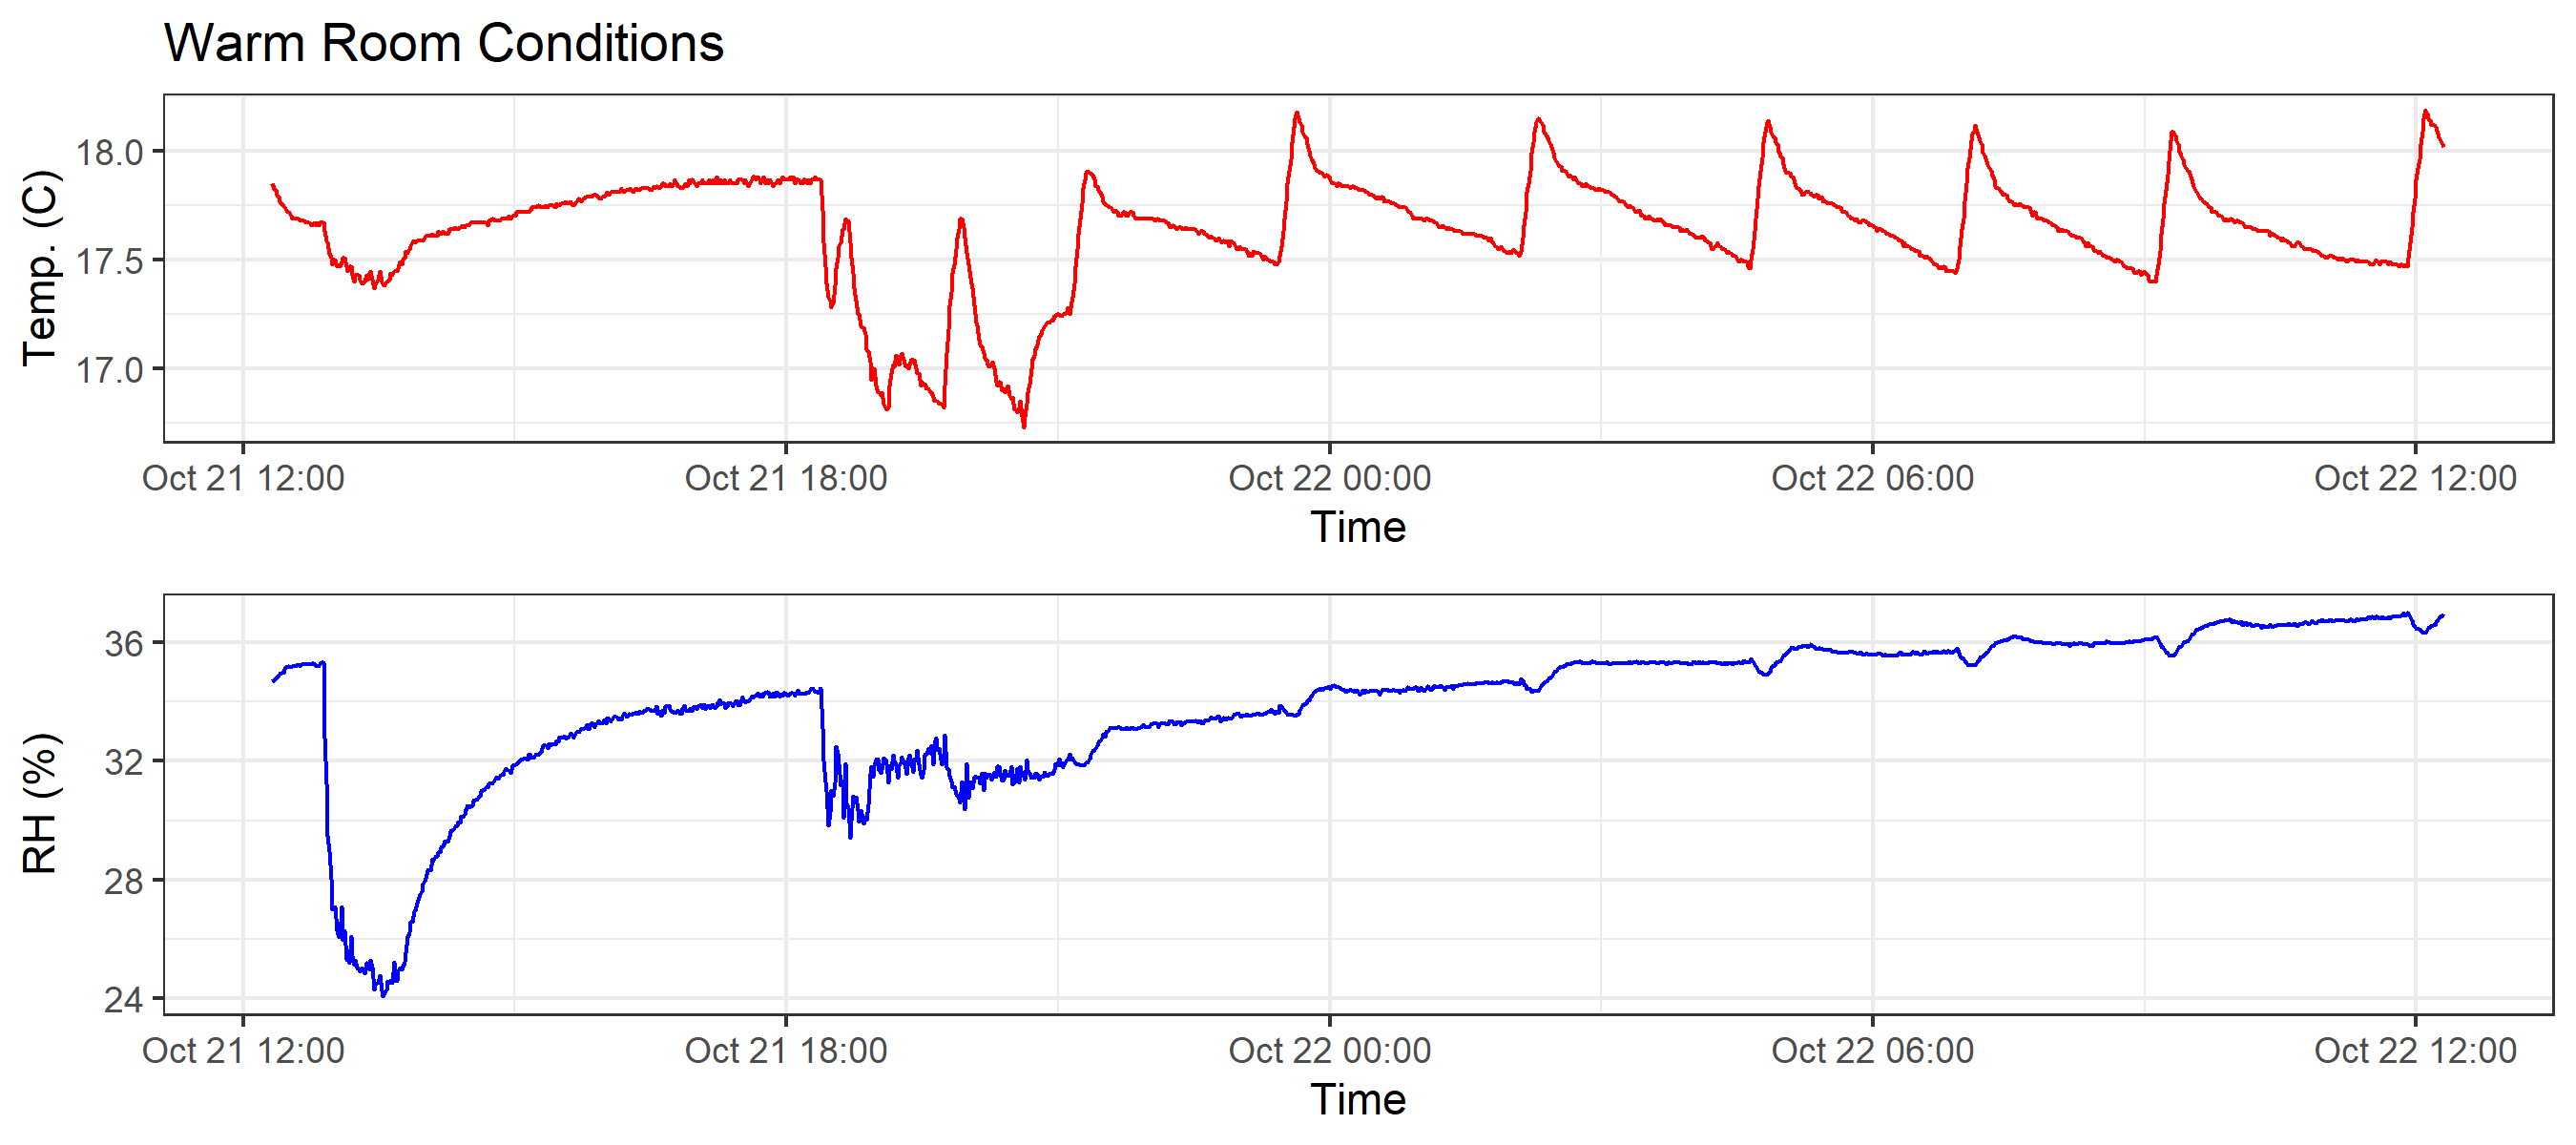 Warm Room Conditions
Temp. (C)
18.0
17.5
17.0
Oct 21 12:00 Oct 21 18:00 Oct 22 00:00 Oct 22 06:00 Oct 22 12:00
Time
RH (%)
36
32
28
24
Oct 21 12:00 Oct 21 18:00 Oct 22 00:00 Oct 22 06:00 Oct 22 12:00
Time